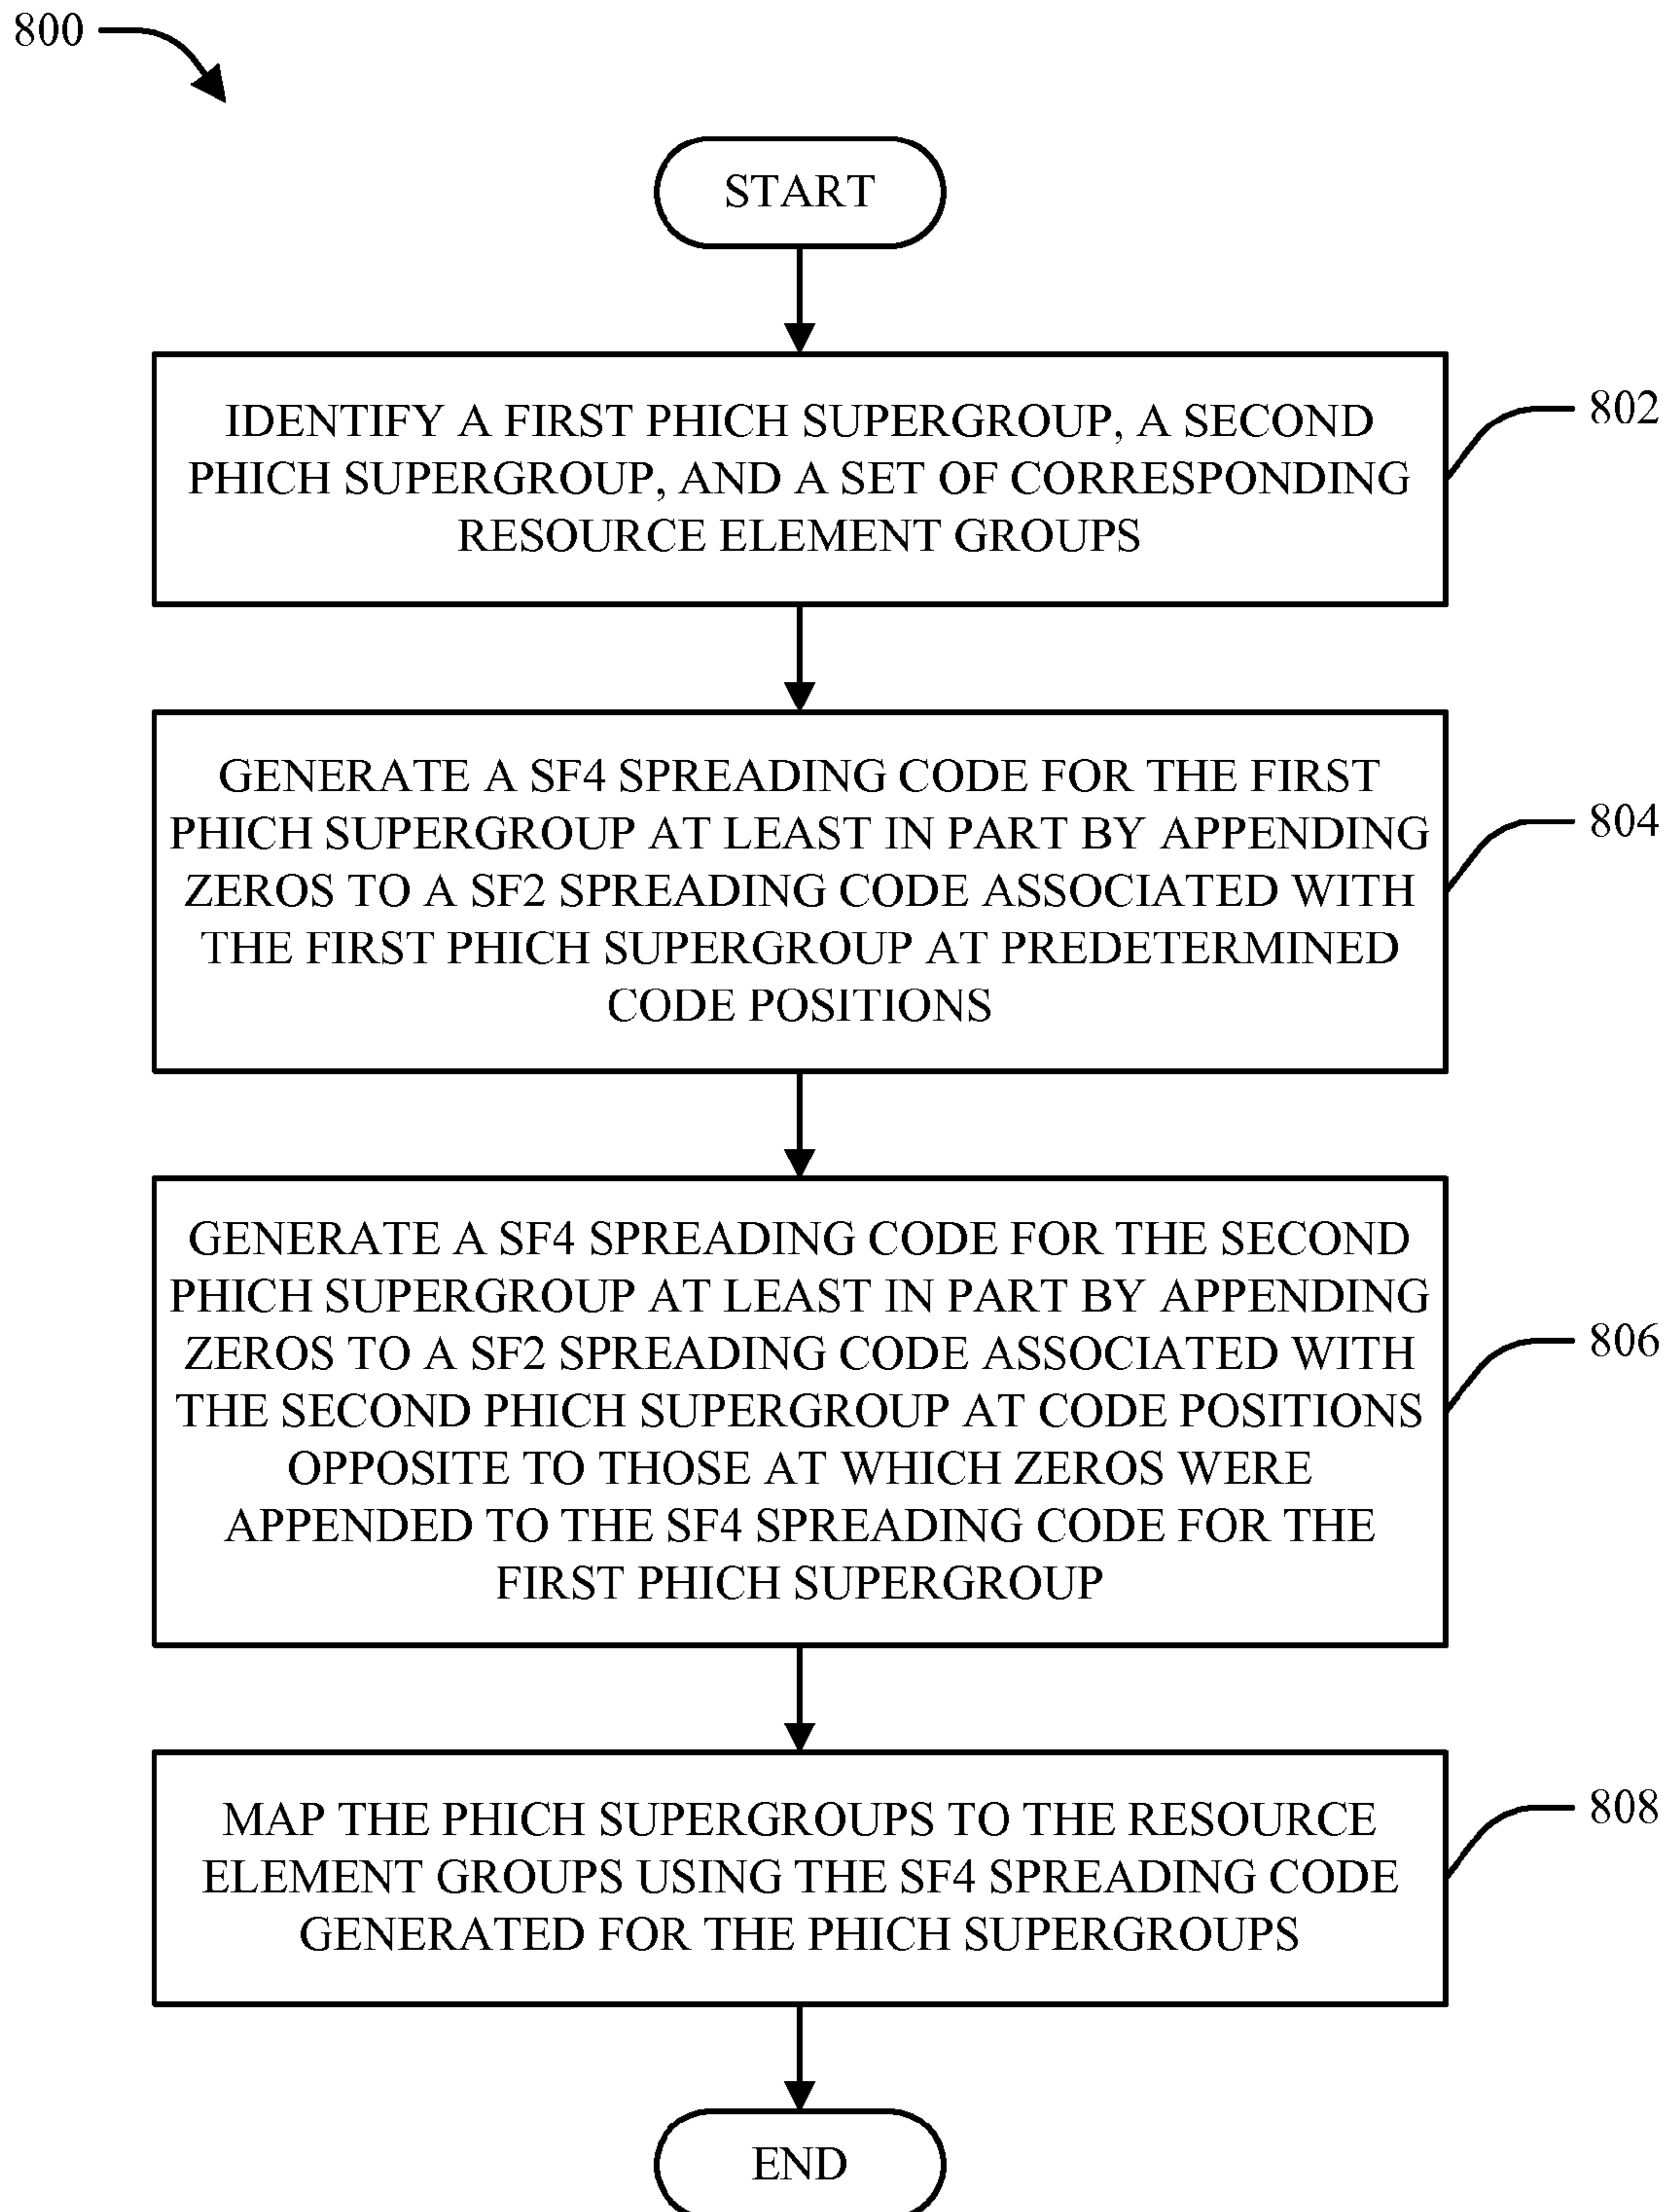 800
START
IDENTIFY A FIRST PHICH SUPERGROUP, A SECOND
PHICH SUPERGROUP, AND A SET OF CORRESPONDING
RESOURCE ELEMENT GROUPS
802
GENERATE A SF4 SPREADING CODE FOR THE FIRST
PHICH SUPERGROUP AT LEAST IN PART BY APPENDING
ZEROS TO A SF2 SPREADING CODE ASSOCIATED WITH
THE FIRST PHICH SUPERGROUP AT PREDETERMINED
CODE POSITIONS
804
GENERATE A SF4 SPREADING CODE FOR THE SECOND
PHICH SUPERGROUP AT LEAST IN PART BY APPENDING
ZEROS TO A SF2 SPREADING CODE ASSOCIATED WITH
THE SECOND PHICH SUPERGROUP AT CODE POSITIONS
OPPOSITE TO THOSE AT WHICH ZEROS WERE
APPENDED TO THE SF4 SPREADING CODE FOR THE
FIRST PHICH SUPERGROUP
806
MAP THE PHICH SUPERGROUPS TO THE RESOURCE
ELEMENT GROUPS USING THE SF4 SPREADING CODE
GENERATED FOR THE PHICH SUPERGROUPS
808
END